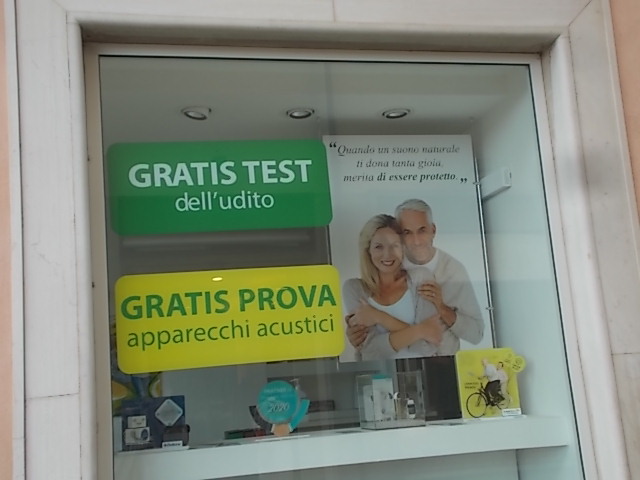 GRATIS TEST
dell'udito
"Quando un suono naturale
ti dona tanta gioia,
merita di essere protetto."
GRATIS PROVA
apparecchi acustici
2020